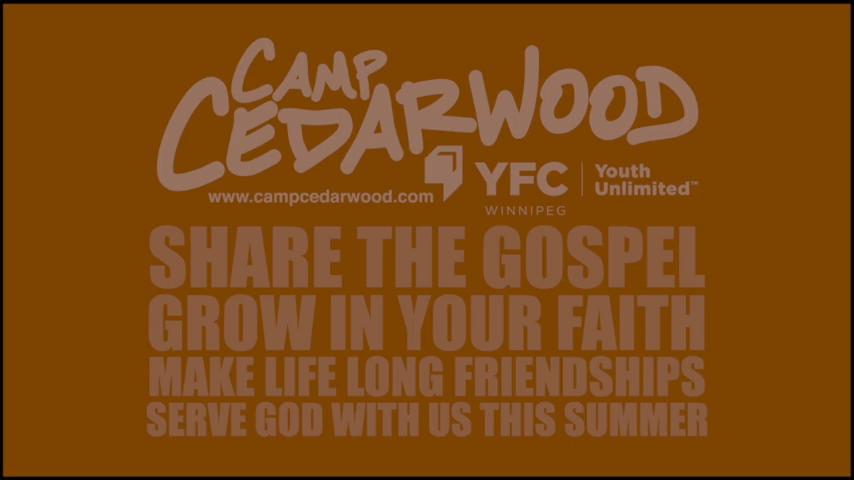 CAMP
CEDARWOOD
www.campcedarwood.com
YFC
WINNIPEG
Youth
Unlimited™
SHARE THE GOSPEL
GROW IN YOUR FAITH
MAKE LIFE LONG FRIENDSHIPS
SERVE GOD WITH US THIS SUMMER